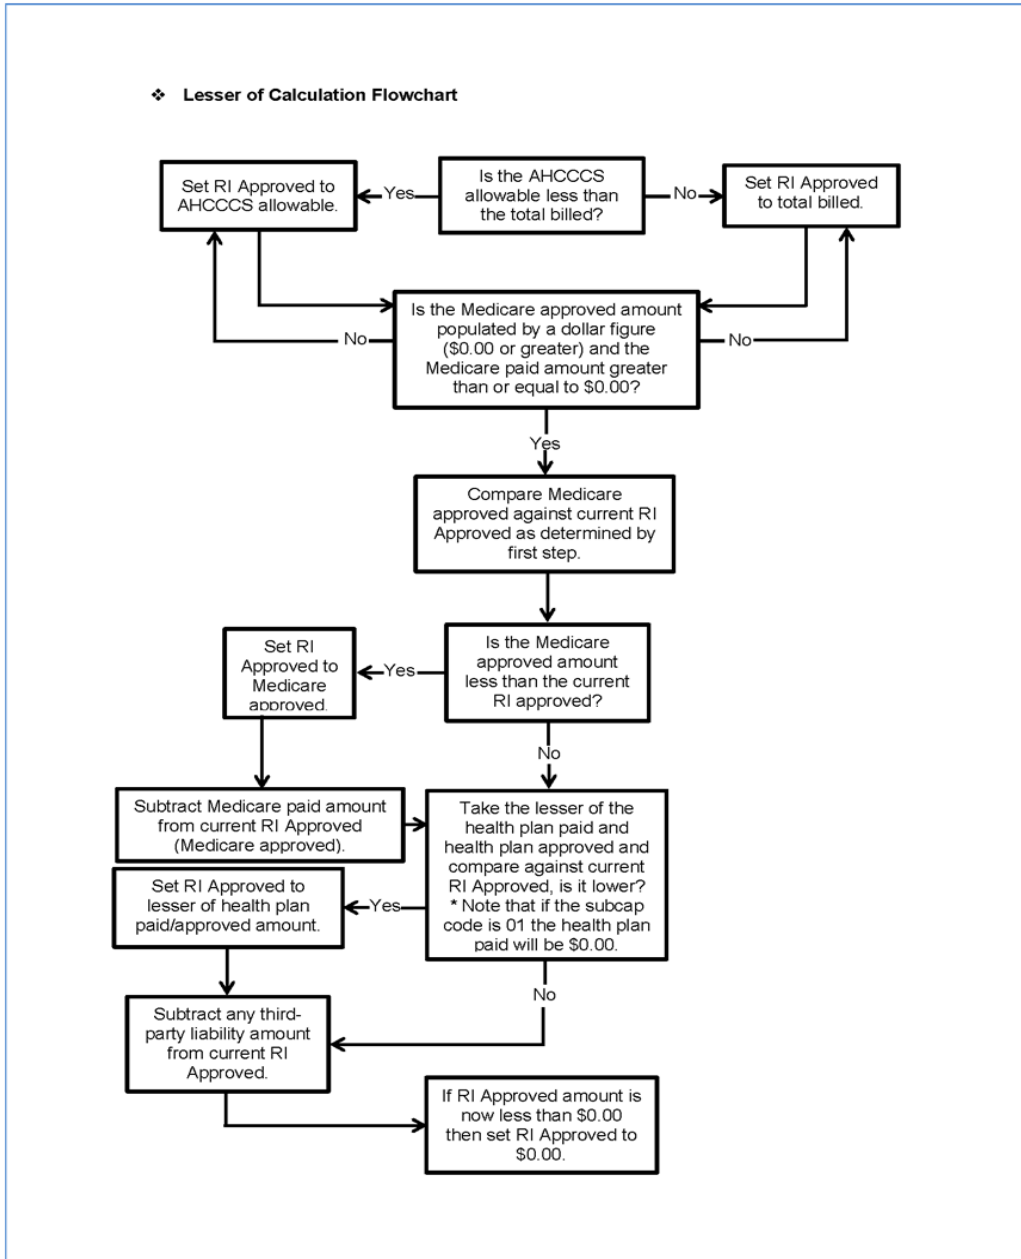 ❖ Lesser of Calculation Flowchart
Set RI Approved to
AHCCCS allowable.
Yes
Is the AHCCCS
allowable less than
the total billed?
No
Set RI Approved
to total billed.
Is the Medicare approved amount
populated by a dollar figure
($0.00 or greater) and the
Medicare paid amount greater
than or equal to $0.00?
No
No
Yes
Compare Medicare
approved against current RI
Approved as determined by
first step.
Is the Medicare
approved amount
less than the current
RI approved?
Yes
Set RI
Approved to
Medicare
approved.
No
Subtract Medicare paid amount
from current RI Approved
(Medicare approved).
Take the lesser of the
health plan paid and
health plan approved and
compare against current
RI Approved, is it lower?
* Note that if the subcap
code is 01 the health plan
paid will be $0.00.
Yes
Set RI Approved to
lesser of health plan
paid/approved amount.
No
Subtract any third-
party liability amount
from current RI
Approved.
If RI Approved amount is
now less than $0.00
then set RI Approved to
$0.00.